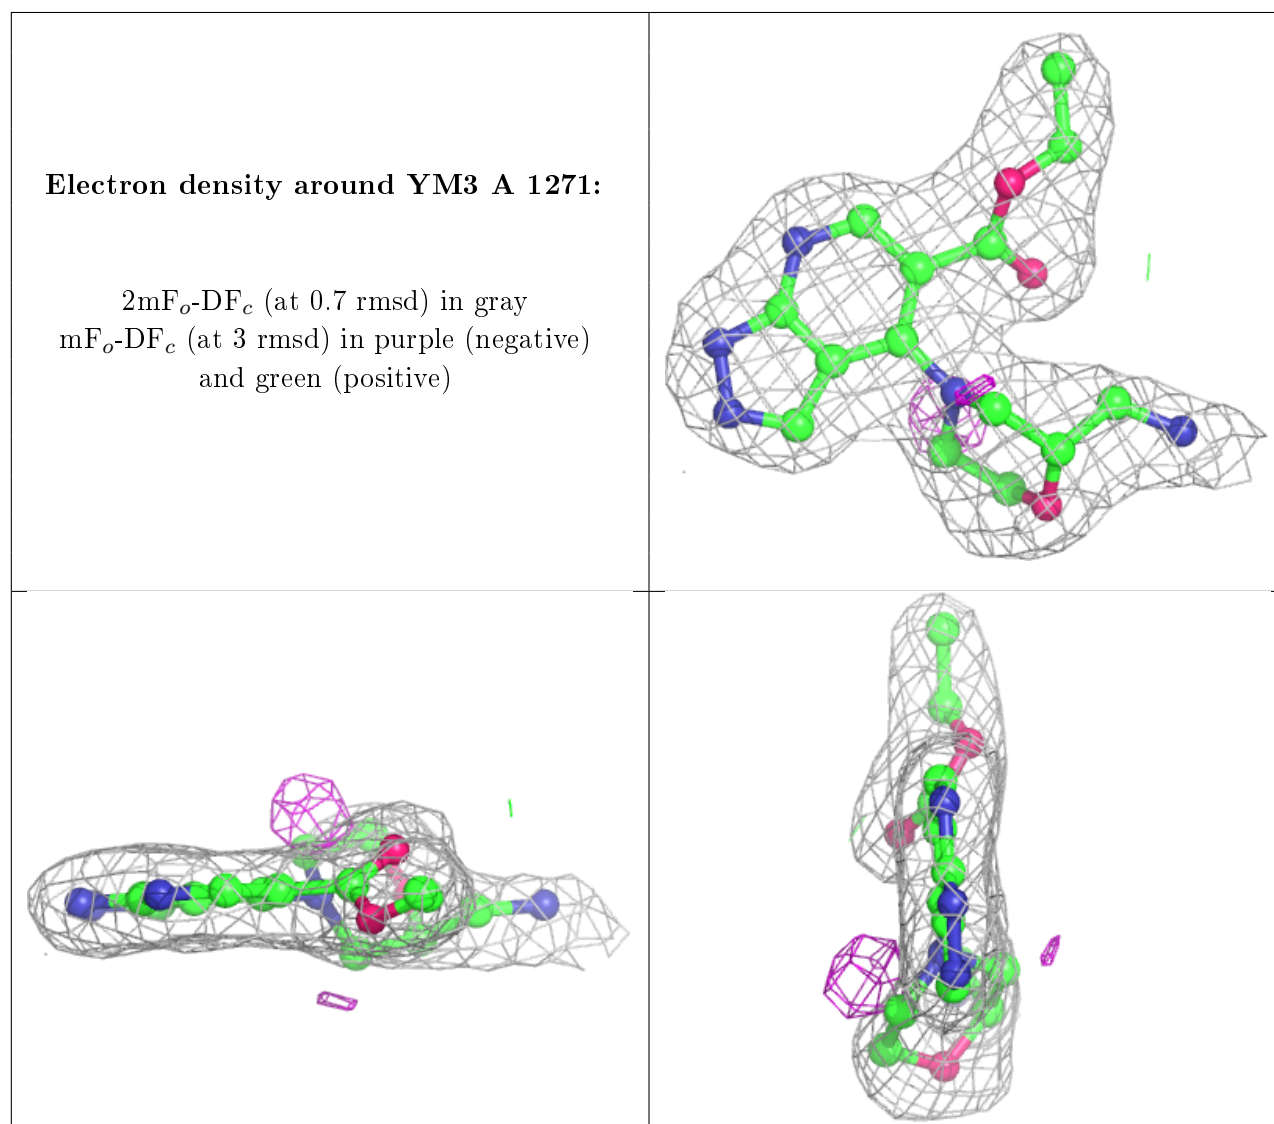 Electron density around YM3 A 1271:
2mFo-DFc (at 0.7 rmsd) in gray
mFo-DFc (at 3 rmsd) in purple (negative)
and green (positive)